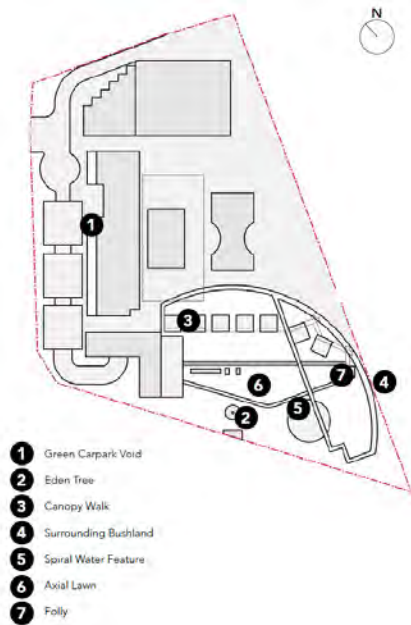 N
1
3
7
4
6
5
2
1 Green Carpark Void
2 Eden Tree
3 Canopy Walk
4 Surrounding Bushland
5 Spiral Water Feature
6 Axial Lawn
7 Folly